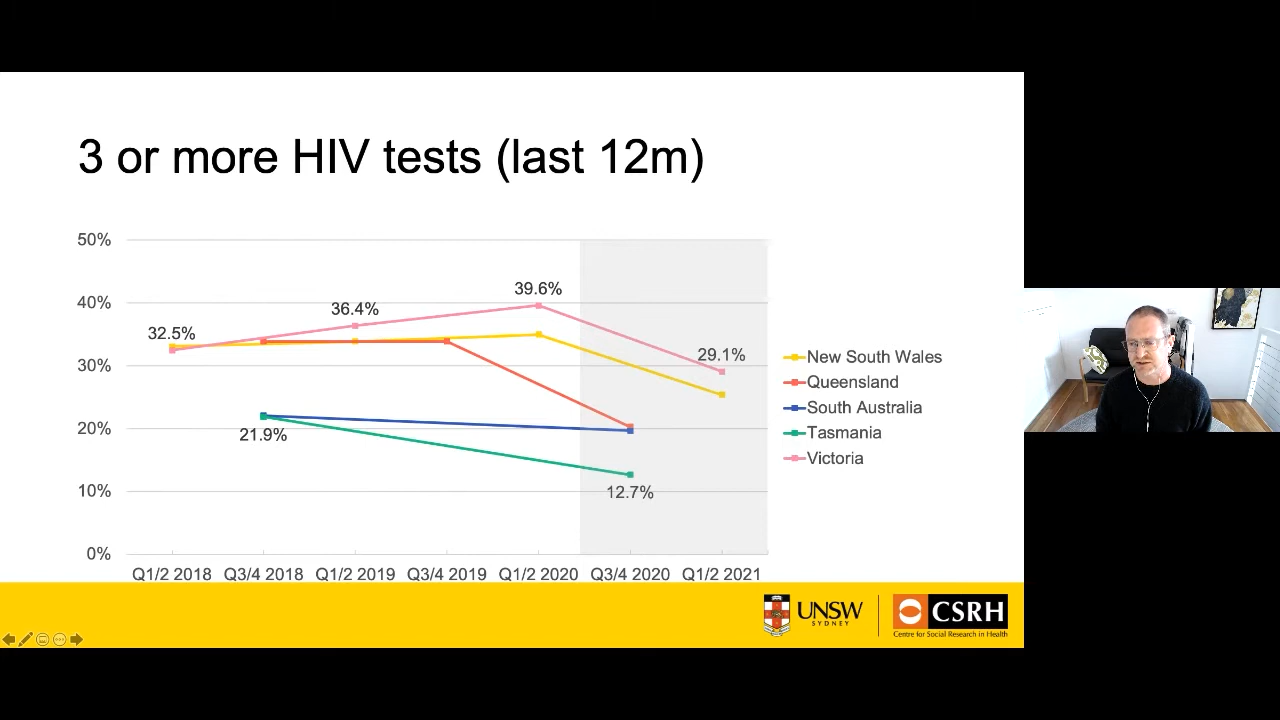 3 or more HIV tests (last 12m)
50%
40%
30%
20%
10%
0%
32.5%
36.4%
39.6%
29.1%
21.9%
12.7%
Q1/2 2018 Q3/4 2018 Q1/2 2019 Q3/4 2019 Q1/2 2020 Q3/4 2020 Q1/2 2021
New South Wales
Queensland
South Australia
Tasmania
Victoria
UNSW
SYDNEY
CSRH
Centre for Social Research in Health